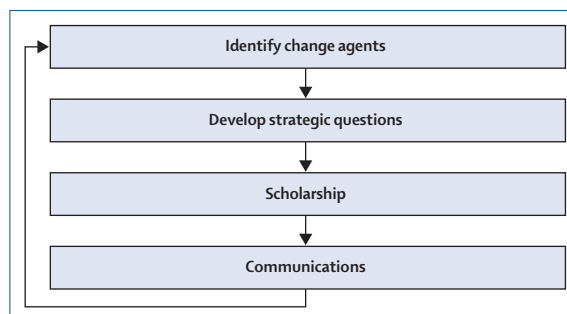 Identify change agents
Develop strategic questions
Scholarship
Communications